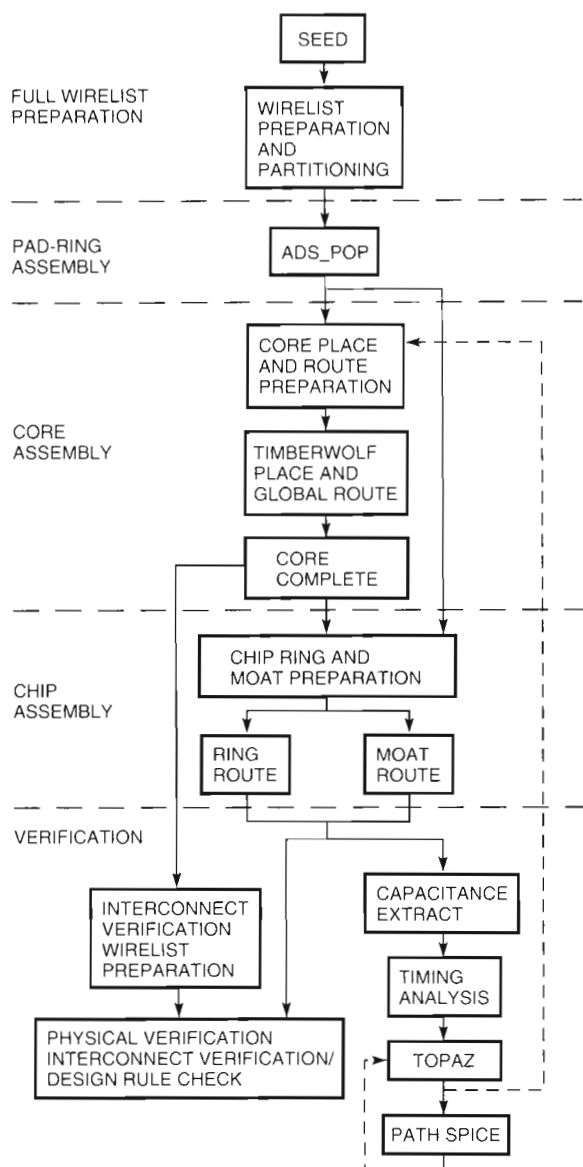 SEED
FULL WIRELIST
PREPARATION
WIRELIST
PREPARATION
AND
PARTITIONING
PAD-RING
ASSEMBLY
ADS_POP
CORE PLACE
AND ROUTE
PREPARATION
CORE
ASSEMBLY
TIMBERWOLF
PLACE AND
GLOBAL ROUTE
CORE
COMPLETE
CHIP RING AND
MOAT PREPARATION
CHIP
ASSEMBLY
RING
ROUTE
MOAT
ROUTE
VERIFICATION
CAPACITANCE
EXTRACT
INTERCONNECT
VERIFICATION
WIRELIST
PREPARATION
TIMING
ANALYSIS
PHYSICAL VERIFICATION
INTERCONNECT VERIFICATION/
DESIGN RULE CHECK
TOPAZ
PATH SPICE